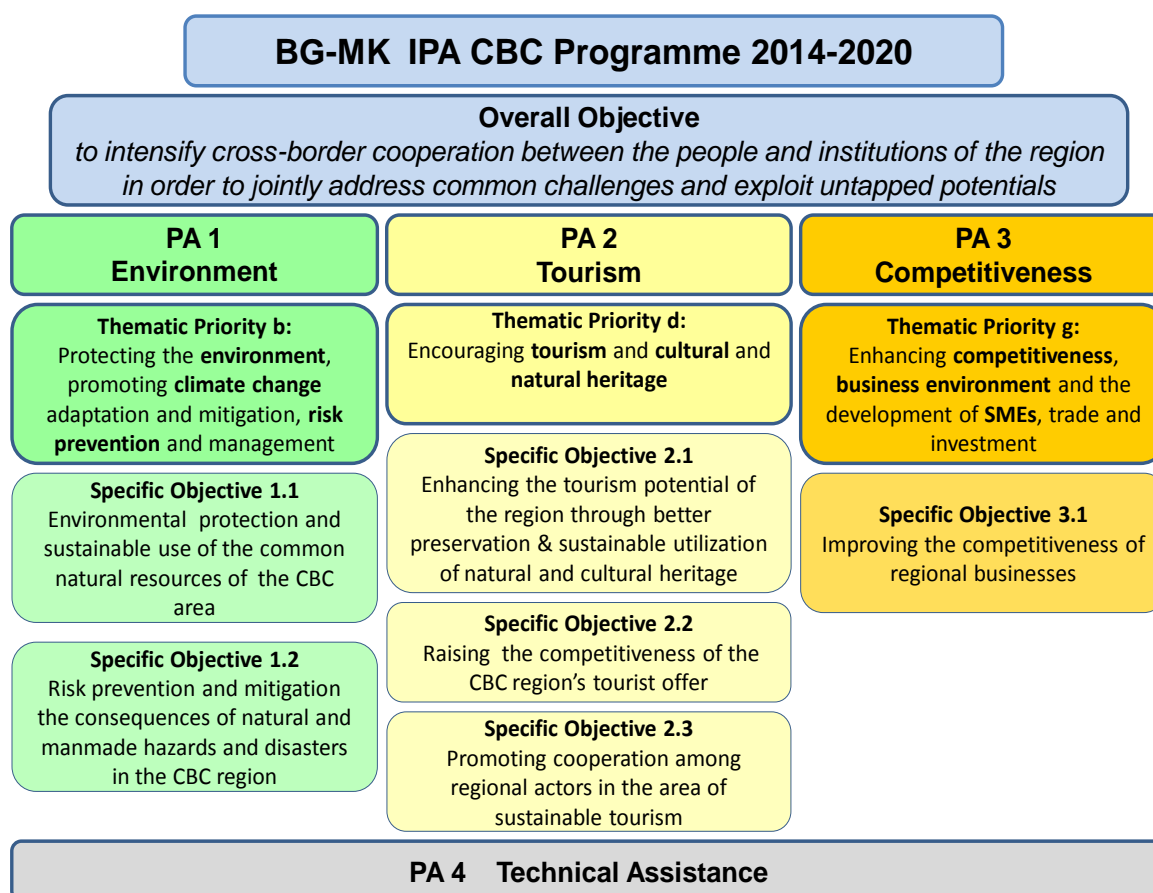 BG-MK IPA CBC Programme 2014-2020
Overall Objective
to intensify cross-border cooperation between the people and institutions of the region
in order to jointly address common challenges and exploit untapped potentials
PA 1
Environment
Thematic Priority b:
Protecting the environment,
promoting climate change
adaptation and mitigation, risk
prevention and management
Specific Objective 1.1
Environmental protection and
sustainable use of the common
natural resources of the CBC
area
Specific Objective 1.2
Risk prevention and mitigation
the consequences of natural and
manmade hazards and disasters
in the CBC region
PA 2
Tourism
Thematic Priority d:
Encouraging tourism and cultural and
natural heritage
Specific Objective 2.1
Enhancing the tourism potential of
the region through better
preservation & sustainable utilization
of natural and cultural heritage
Specific Objective 2.2
Raising the competitiveness of the
CBC region's tourist offer
Specific Objective 2.3
Promoting cooperation among
regional actors in the area of
sustainable tourism
PA 3
Competitiveness
Thematic Priority g:
Enhancing competitiveness,
business environment and the
development of SMEs, trade and
investment
Specific Objective 3.1
Improving the competitiveness of
regional businesses
PA 4 Technical Assistance